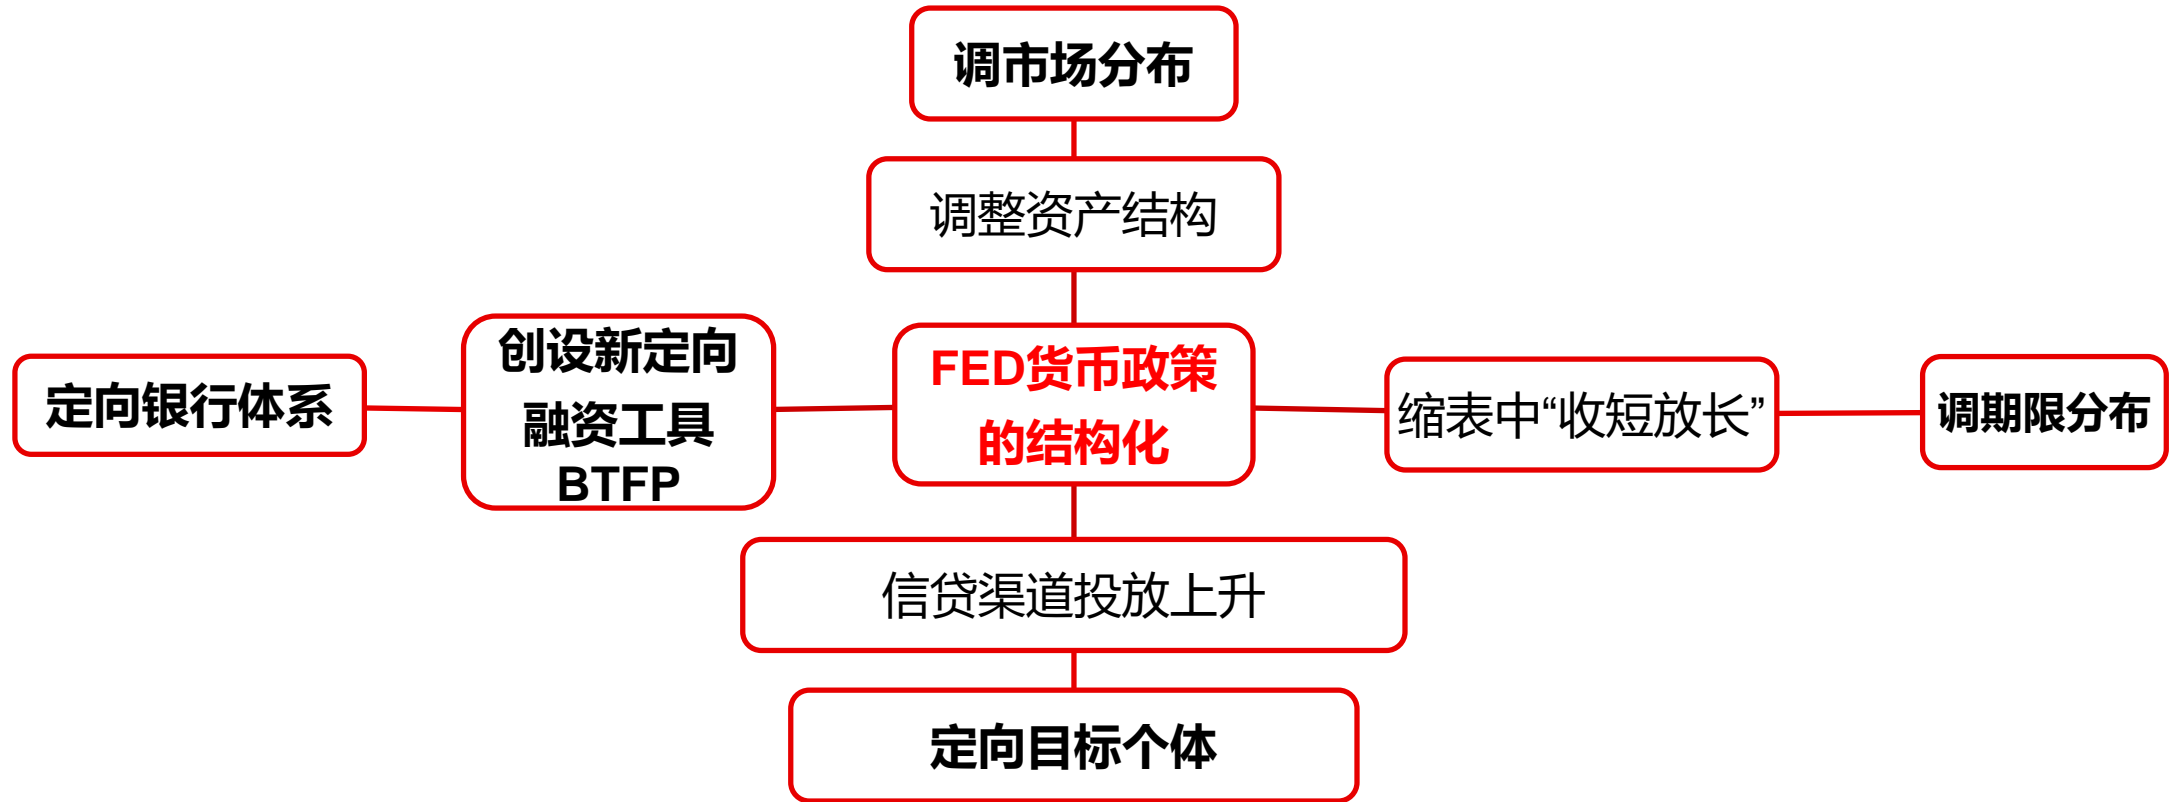 调市场分布
调整资产结构
定向银行体系
创设新定向
融资工具
BTFP
FED货币政策
的结构化
缩表中“收短放长”
调期限分布
信贷渠道投放上升
定向目标个体